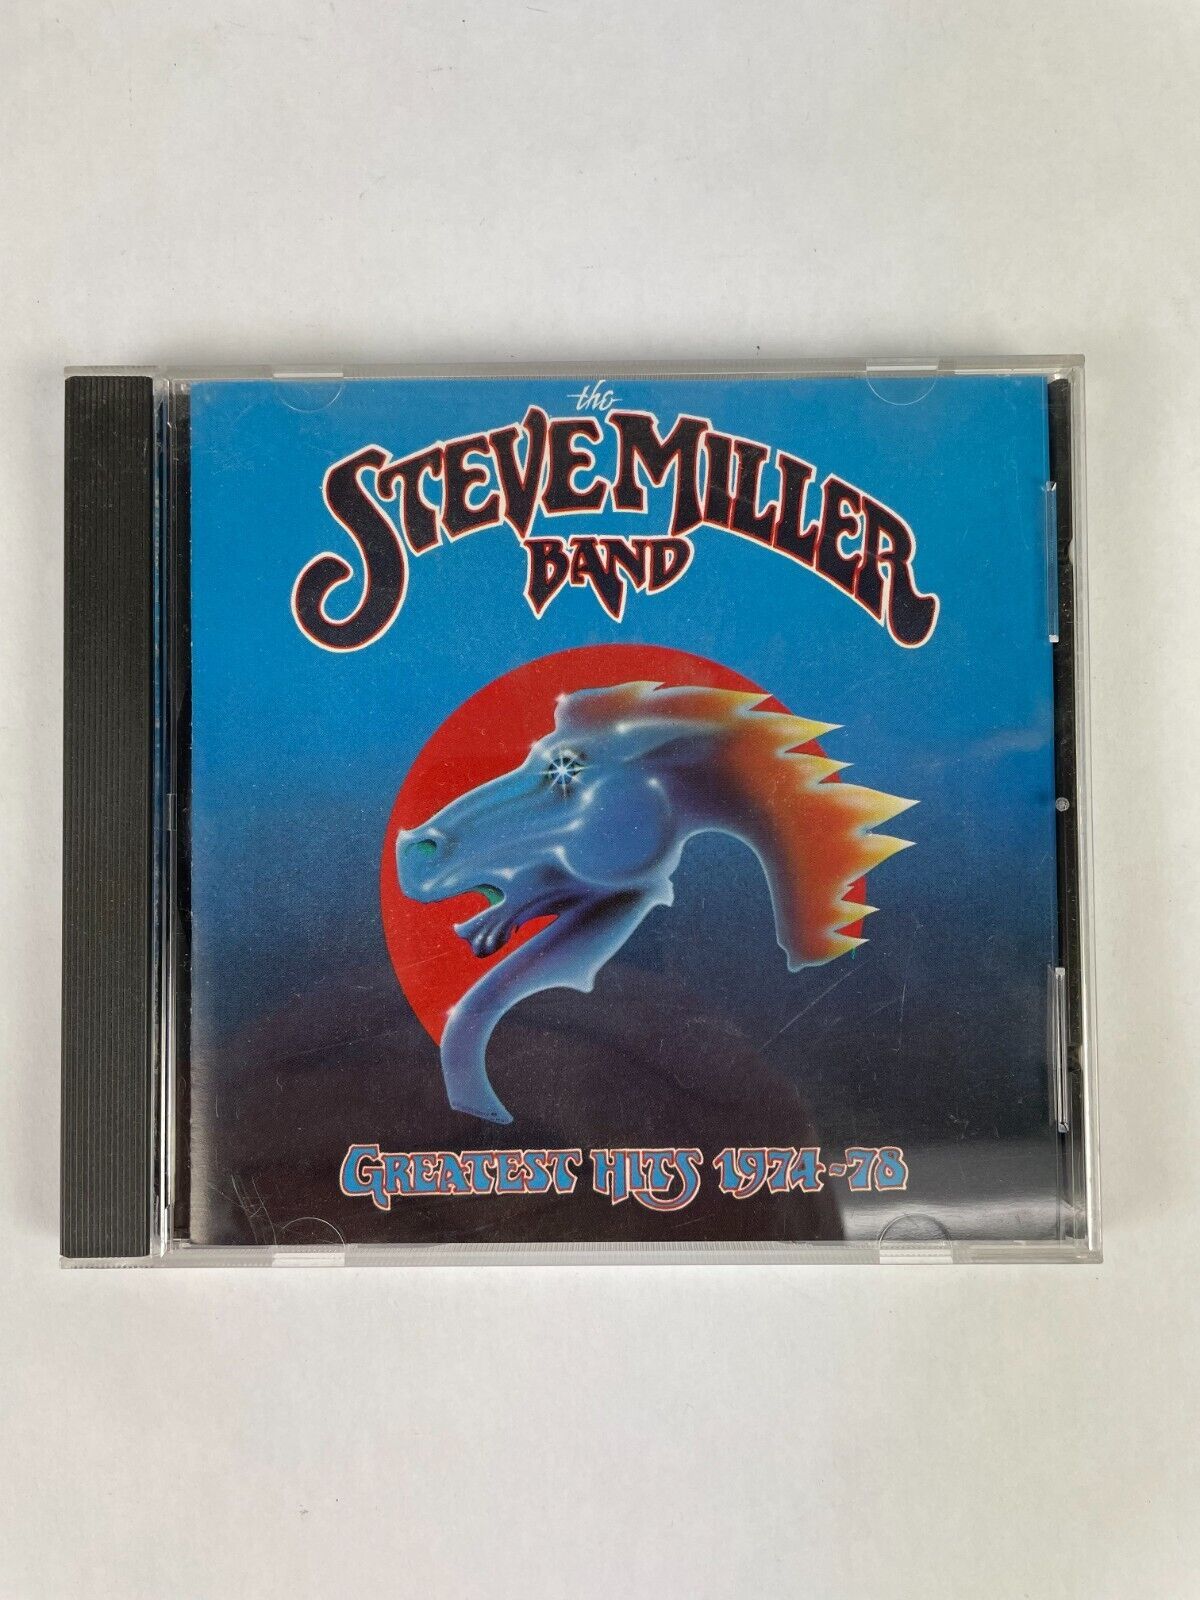 the
STEVE MILLER
BAND
GREATEST HITS 1974-78